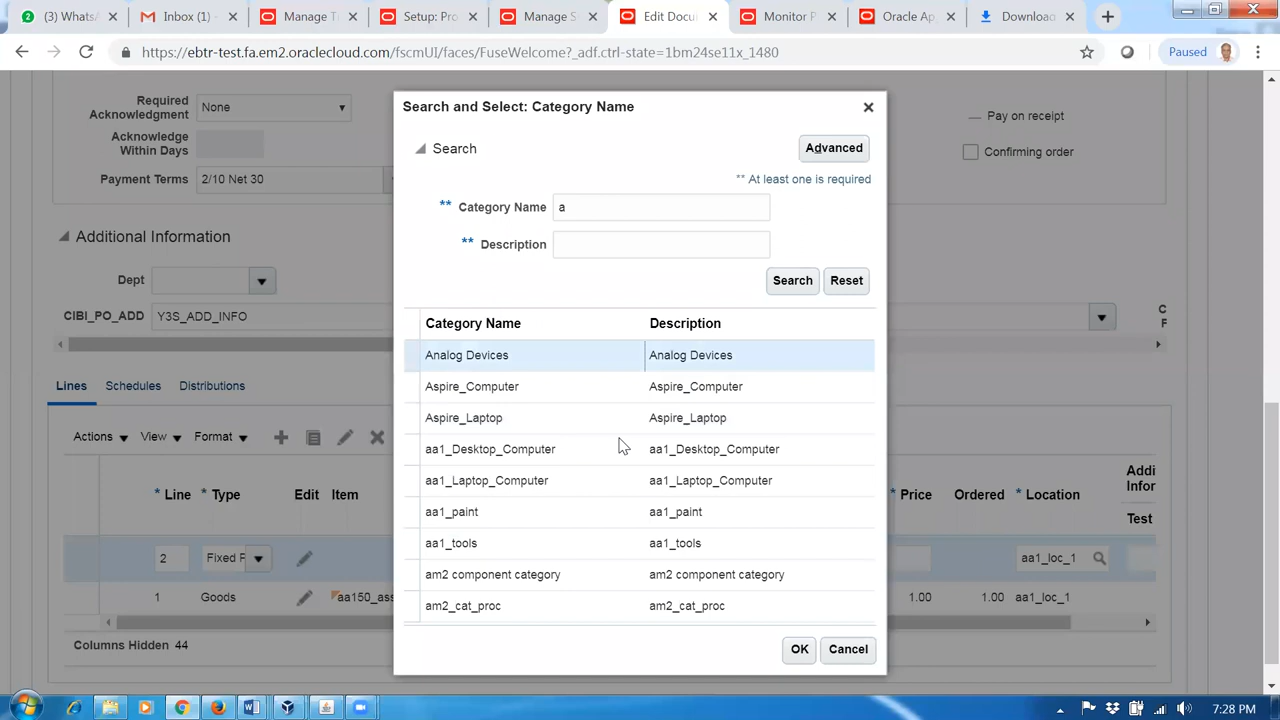 (3) WhatsA
Inbox (1) -
Manage T
Setup: Pro
Manage S
Edit Docu
Monitor P
Oracle Ap
Download
https://ebtr-test.fa.em2.oraclecloud.com/fscmUI/faces/FuseWelcome?_adf.ctrl-state=1bm24se11x_1480
Paused
Required
Acknowledgment
None
Acknowledge
Within Days
Payment Terms
2/10 Net 30
Pay on receipt
Confirming order
Additional Information
Dept
CIBI_PO_ADD
Y3S_ADD_INFO
C
F
Lines Schedules Distributions
Actions View Format
* Line * Type Edit Item
Price Ordered * Location
Addi
Infor
Test
2 Fixed F
aa1_loc_1
1 Goods aa150_ass
1.00 1.00 aa1_loc_1
Columns Hidden 44
Search and Select: Category Name
Search
Advanced
** At least one is required
** Category Name a
** Description
Search Reset
Category Name Description
Analog Devices Analog Devices
Aspire_Computer Aspire_Computer
Aspire_Laptop Aspire_Laptop
aa1_Desktop_Computer aa1_Desktop_Computer
aa1_Laptop_Computer aa1_Laptop_Computer
aa1_paint aa1_paint
aa1_tools aa1_tools
am2 component category am2 component category
am2_cat_proc am2_cat_proc
OK Cancel
7:28 PM